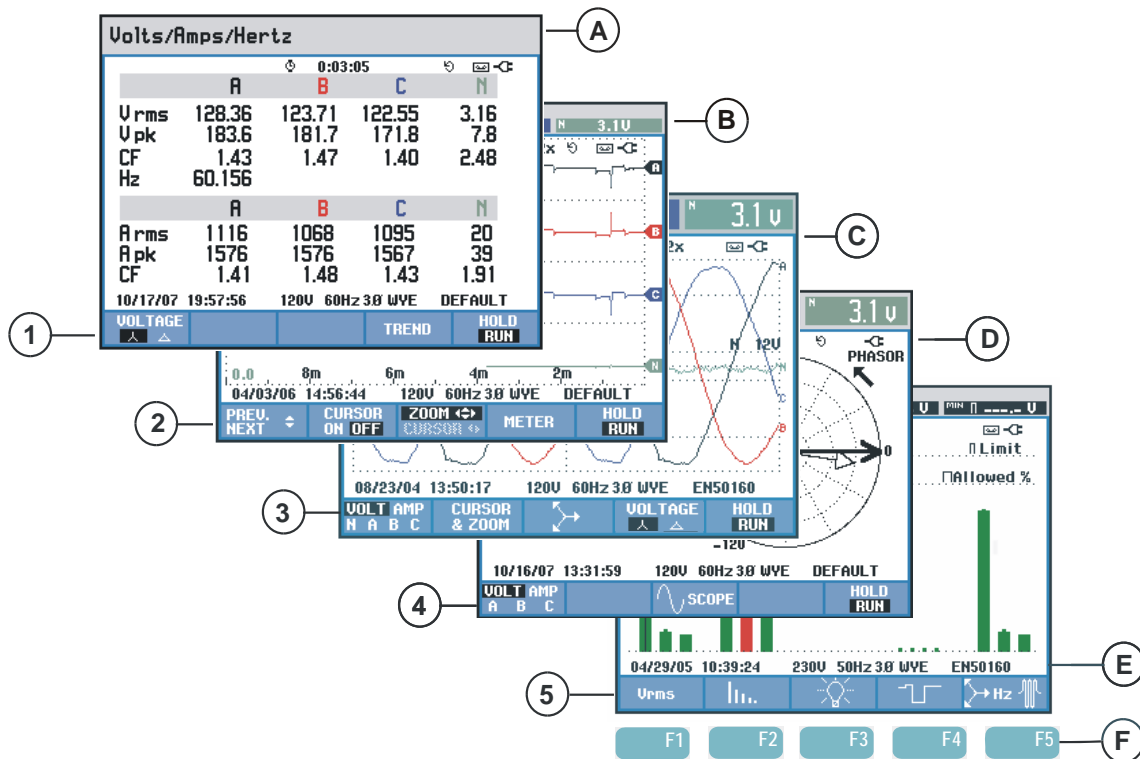 Volts/Amps/Hertz
A
0:03:05
A B C N
Vrms 128.36 123.71 122.55 3.16
Vpk 183.6 181.7 171.8 7.8
CF 1.43 1.47 1.40 2.48
Hz 60.156
A B C N
Arms 1116 1068 1095 20
Apk 1576 1576 1567 39
CF 1.41 1.48 1.43 1.91
10/17/07 19:57:56 120V 60Hz 3Ø WYE DEFAULT
1
VOLTAGE TREND HOLD
RUN
N 3.1V
B
A
B
C
N
0.0 8m 6m 4m 2m
04/03/06 14:56:44 120V 60Hz 3Ø WYE DEFAULT
2
PREV. CURSOR ZOOM METER HOLD
NEXT ON OFF CURSOR RUN
N 3.1 V
C
2x
A
N 12V
N
C
B
08/23/04 13:50:17 120V 60Hz 3Ø WYE EN50160
3
VOLT AMP CURSOR VOLTAGE HOLD
N A B C & ZOOM RUN
N 3.1 V
D
PHASOR
0
-12V
10/16/07 13:31:59 120V 60Hz 3Ø WYE DEFAULT
4
VOLT AMP SCOPE HOLD
A B C RUN
V MIN ---.- V
Limit
Allowed %
E
04/29/05 10:39:24 230V 50Hz 3Ø WYE EN50160
5
Vrms Hz
F1 F2 F3 F4 F5
F